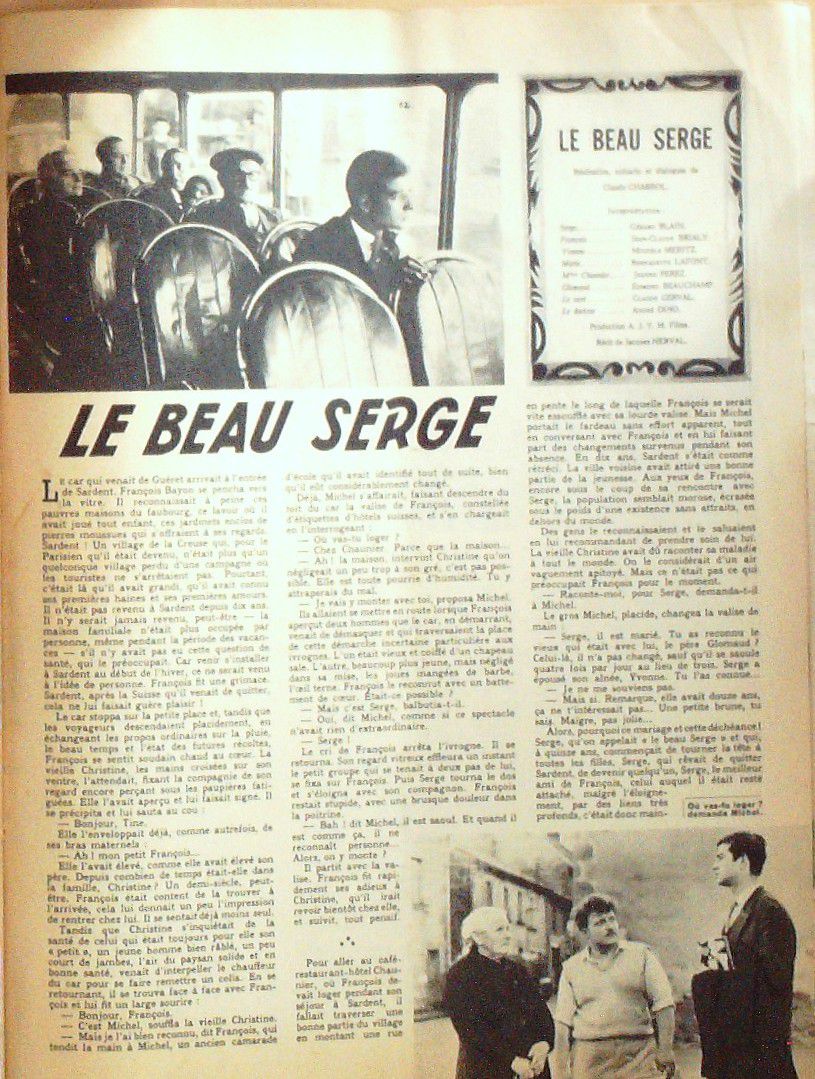 LE BEAU SERGE
Réalisation, scénario et dialogues de
Claude CHABROL.
Interprétation :
Serge Gérard BLAIN.
François Jean-Claude BRIALY.
Yvonne Michèle MERITZ.
Marie Bernadette LAFONT.
Mme Chaunier Jeanne PEREZ.
Glomaud Edmond BEAUCHAMP.
Le curé Claude CERVAL.
Le docteur André DINO.
Production A. J. Y. M. Films.
Récit de Jacques NERVAL.
LE BEAU SERGE
LE car qui venait de Guéret arrivait à l'entrée
de Sardent. François Bayon se pencha vers
la vitre. Il reconnaissait à peine ces
pauvres maisons du faubourg, ce lavoir où il
avait joué tout enfant, ces jardinets enclos de
pierres moussues qui s'offraient à ses regards.
Sardent ! Un village de la Creuse qui, pour le
Parisien qu'il était devenu, n'était plus qu'un
quelconque village perdu d'une campagne où
les touristes ne s'arrêtaient pas. Pourtant,
c'était là qu'il avait grandi, qu'il avait connu
ses premières haines et ses premières amours.
Il n'était pas revenu à Sardent depuis dix ans.
Il n'y serait jamais revenu, peut-être — la
maison familiale n'était plus occupée par
personne, même pendant la période des vacan-
ces — s'il n'y avait pas eu cette question de
santé, qui le préoccupait. Car venir s'installer
à Sardent au début de l'hiver, ce ne serait venu
à l'idée de personne. François fit une grimace.
Sardent, après la Suisse qu'il venait de quitter,
cela ne lui faisait guère plaisir !
Le car stoppa sur la petite place et, tandis que
les voyageurs descendaient placidement, en
échangeant les propos ordinaires sur la pluie,
le beau temps et l'état des futures récoltes,
François se sentit soudain chaud au cœur. La
vieille Christine, les mains croisées sur son
ventre, l'attendait, fixant la compagnie de son
regard encore perçant sous les paupières fati-
guées. Elle l'avait aperçu et lui faisait signe. Il
se précipita et lui sauta au cou :
— Bonjour, Tine.
Elle l'enveloppait déjà, comme autrefois, de
ses bras maternels :
— Ah ! mon petit François...
Elle l'avait élevé, comme elle avait élevé son
père. Depuis combien de temps était-elle dans
la famille, Christine ? Un demi-siècle, peut-
être. François était content de la trouver à
l'arrivée, cela lui donnait un peu l'impression
de rentrer chez lui. Il se sentait déjà moins seul.
Tandis que Christine s'inquiétait de la
santé de celui qui était toujours pour elle son
« petit », un jeune homme bien râblé, un peu
court de jambes, l'air du paysan solide et en
bonne santé, venait d'interpeller le chauffeur
du car pour se faire remettre un colis. En se
retournant, il se trouva face à face avec Fran-
çois et lui fit un large sourire :
— Bonjour, François.
— C'est Michel, souffla la vieille Christine.
— Mais je l'ai bien reconnu, dit François, qui
tendit la main à Michel, un ancien camarade
d'école qu'il avait identifié tout de suite, bien
qu'il eût considérablement changé.
Déjà, Michel s'affairait, faisant descendre du
toit du car la valise de François, constellée
d'étiquettes d'hôtels suisses, et s'en chargeait
en l'interrogeant :
— Où vas-tu loger ?
— Chez Chaunier. Parce que la maison...
— Ah ! la maison, intervint Christine qu'on
négligeait un peu trop à son gré, c'est pas pos-
sible. Elle est toute pourrie d'humidité. Tu y
attraperais du mal.
— Je vais y monter avec toi, proposa Michel.
Ils allaient se mettre en route lorsque François
aperçut deux hommes que le car, en démarrant,
venait de démasquer et qui traversaient la place
de cette démarche incertaine particulière aux
ivrognes. L'un était vieux et coiffé d'un chapeau
sale. L'autre, beaucoup plus jeune, mais négligé
dans sa mise, les joues mangées de barbe,
l'œil terne. François le reconnut avec un batte-
ment de cœur. Était-ce possible ?
— Mais c'est Serge, balbutia-t-il.
— Oui, dit Michel, comme si ce spectacle
n'avait rien d'extraordinaire.
— Serge !
Le cri de François arrêta l'ivrogne. Il se
retourna. Son regard vitreux effleura un instant
le petit groupe qui se tenait à deux pas de lui,
se fixa sur François. Puis Serge tourna le dos
et s'éloigna avec son compagnon. François
restait stupide, avec une brusque douleur dans
la poitrine.
— Bah ! dit Michel, il est saoul. Et quand il
est comme ça, il ne
reconnaît personne...
Alors, on y monte ?
Il partit avec la va-
lise. François fit rapi-
dement ses adieux à
Christine, qu'il irait
revoir bientôt chez elle,
et suivit, tout pensif.
Pour aller au café-
restaurant-hôtel Chau-
nier, où François de-
vait loger pendant son
séjour à Sardent, il
fallait traverser une
bonne partie du village
en montant une rue
en pente le long de laquelle François se serait
vite essoufflé avec sa lourde valise. Mais Michel
portait le fardeau sans effort apparent, tout
en conversant avec François et en lui faisant
part des changements survenus pendant son
absence. En dix ans, Sardent s'était comme
rétréci. La ville voisine avait attiré une bonne
partie de la jeunesse. Aux yeux de François,
encore sous le coup de sa rencontre avec
Serge, la population semblait morose, écrasée
sous le poids d'une existence sans attraits, en
dehors du monde.
Des gens le reconnaissaient et le saluaient
en lui recommandant de prendre soin de lui.
La vieille Christine avait dû raconter sa maladie
à tout le monde. On le considérait d'un air
vaguement apitoyé. Mais ce n'était pas ce qui
préoccupait François pour le moment.
— Raconte-moi, pour Serge, demanda-t-il
à Michel.
Le gros Michel, placide, changea la valise de
main :
— Serge, il est marié. Tu as reconnu le
vieux qui était avec lui, le père Glomaud ?
Celui-là, il n'a pas changé, sauf qu'il se saoule
quatre fois par jour au lieu de trois. Serge a
épousé son aînée, Yvonne. Tu l'as connue...
— Je ne me souviens pas.
— Mais si. Remarque, elle avait douze ans,
ça ne t'intéressait pas... Une petite brune, tu
sais. Maigre, pas jolie...
Alors, pourquoi ce mariage et cette déchéance !
Serge, qu'on appelait « le beau Serge » et qui,
à quinze ans, commençait de tourner la tête à
toutes les filles, Serge, qui rêvait de quitter
Sardent, de devenir quelqu'un, Serge, le meilleur
ami de François, celui auquel il était resté
attaché, malgré l'éloigne-
ment, par des liens très
profonds, c'était donc main-
Où vas-tu loger ?
demanda Michel.